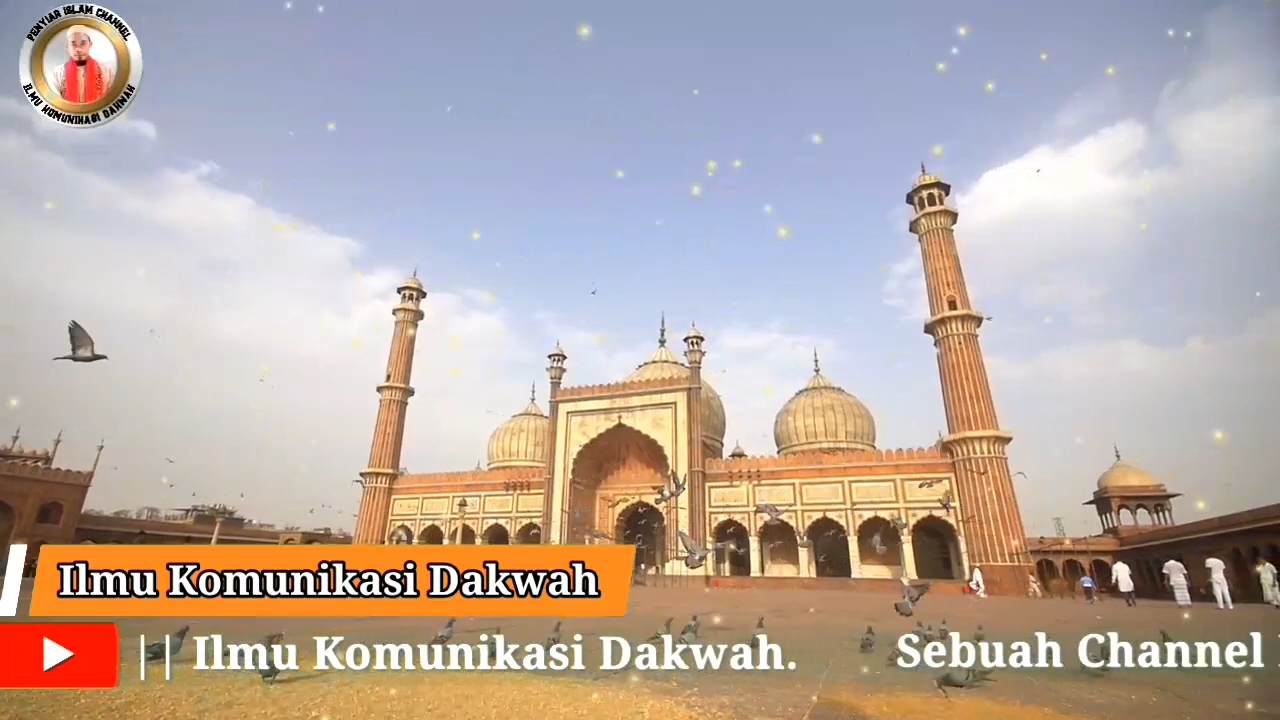 PENYIAR ISLAM CHANNEL
ILMU KOMUNIKASI DAKWAH
Ilmu Komunikasi Dakwah
|| Ilmu Komunikasi Dakwah. Sebuah Channel